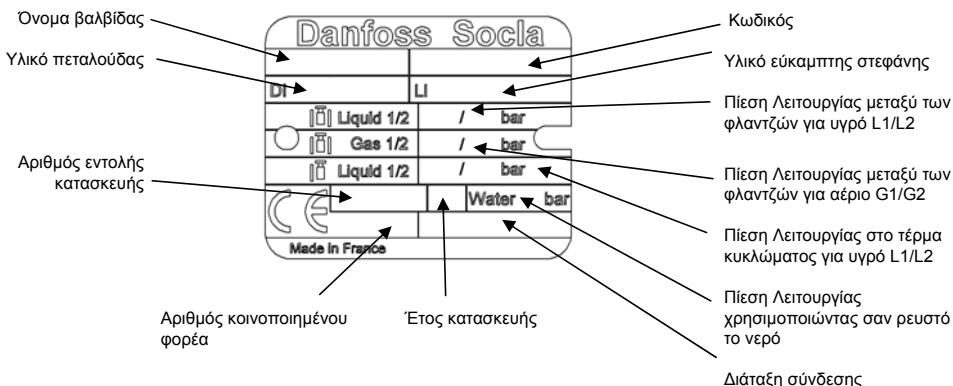 Όνομα βαλβίδας
Κωδικός
Danfoss Socla
Υλικό πεταλούδας
Υλικό εύκαμπτης στεφάνης
DI
LI
Liquid 1/2 / bar
Πίεση Λειτουργίας μεταξύ των
φλαντζών για υγρό L1/L2
Gas 1/2 / bar
Αριθμός εντολής
κατασκευής
Liquid 1/2 / bar
Πίεση Λειτουργίας μεταξύ των
φλαντζών για αέριο G1/G2
CE
Water bar
Πίεση Λειτουργίας στο τέρμα
κυκλώματος για υγρό L1/L2
Made in France
Αριθμός κοινοποιημένου
φορέα
Έτος κατασκευής
Πίεση Λειτουργίας
χρησιμοποιώντας σαν ρευστό
το νερό
Διάταξη σύνδεσης